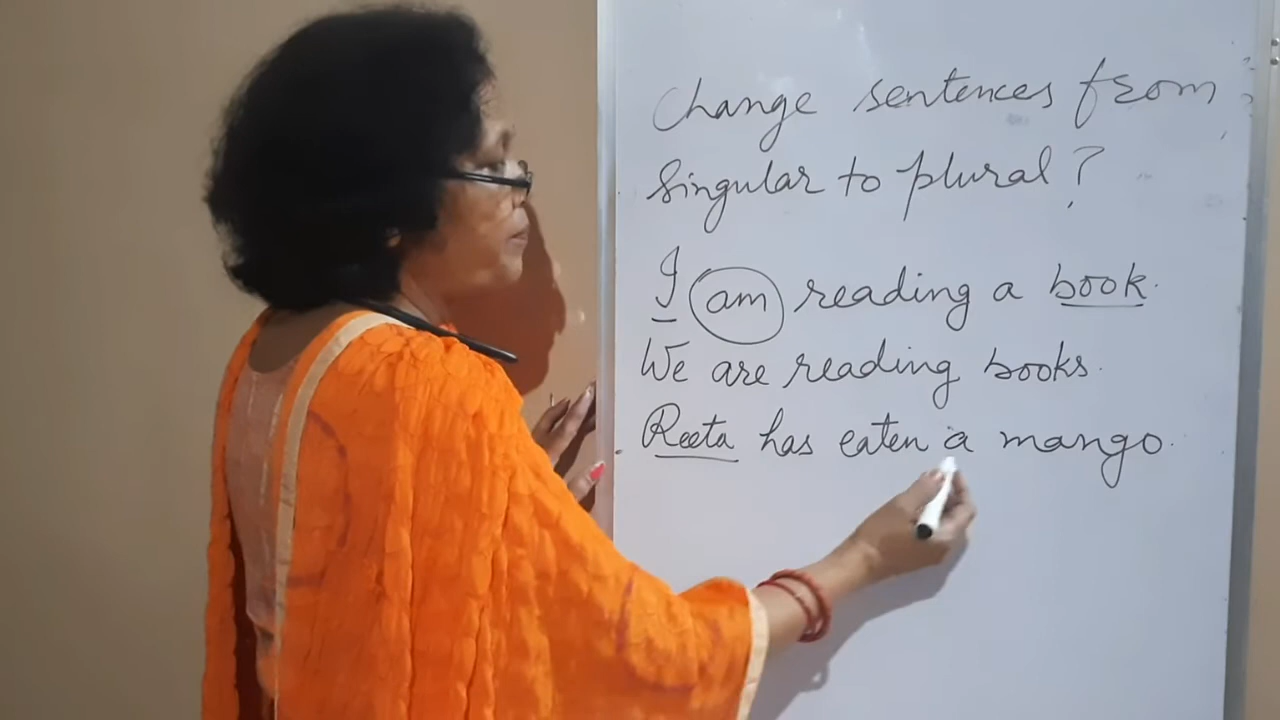 Change sentences from
singular to plural ?
I am reading a book.
We are reading books.
Reeta has eaten a mango.